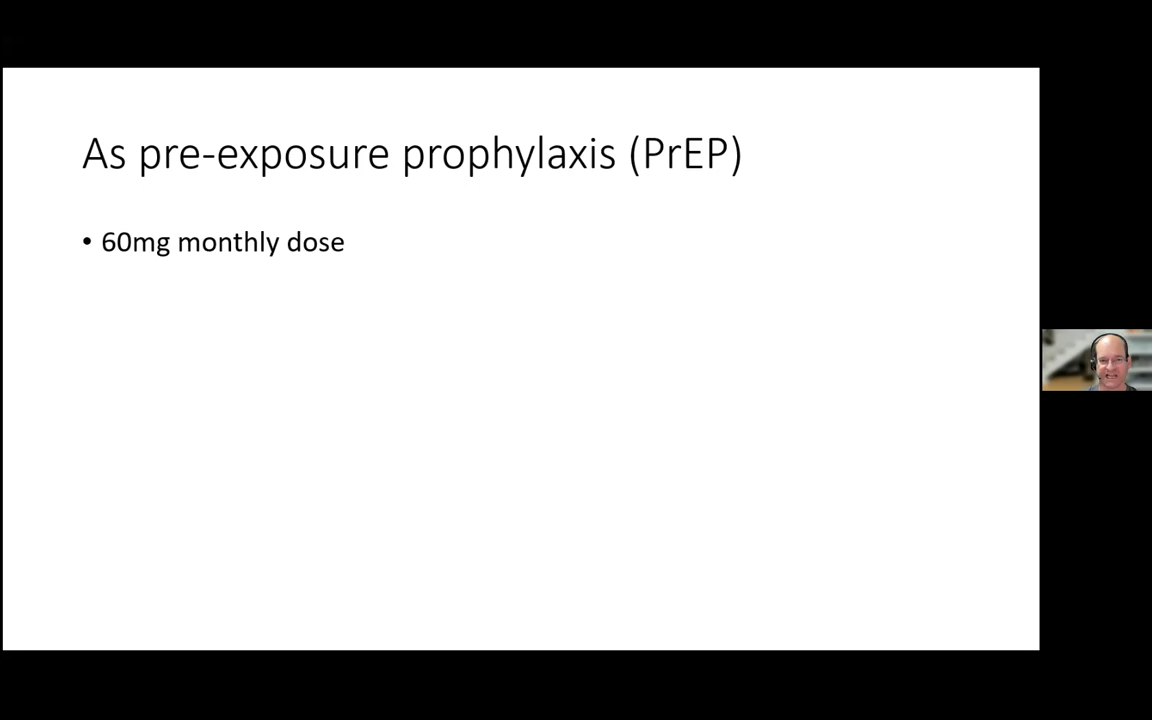 As pre-exposure prophylaxis (PrEP)
• 60mg monthly dose